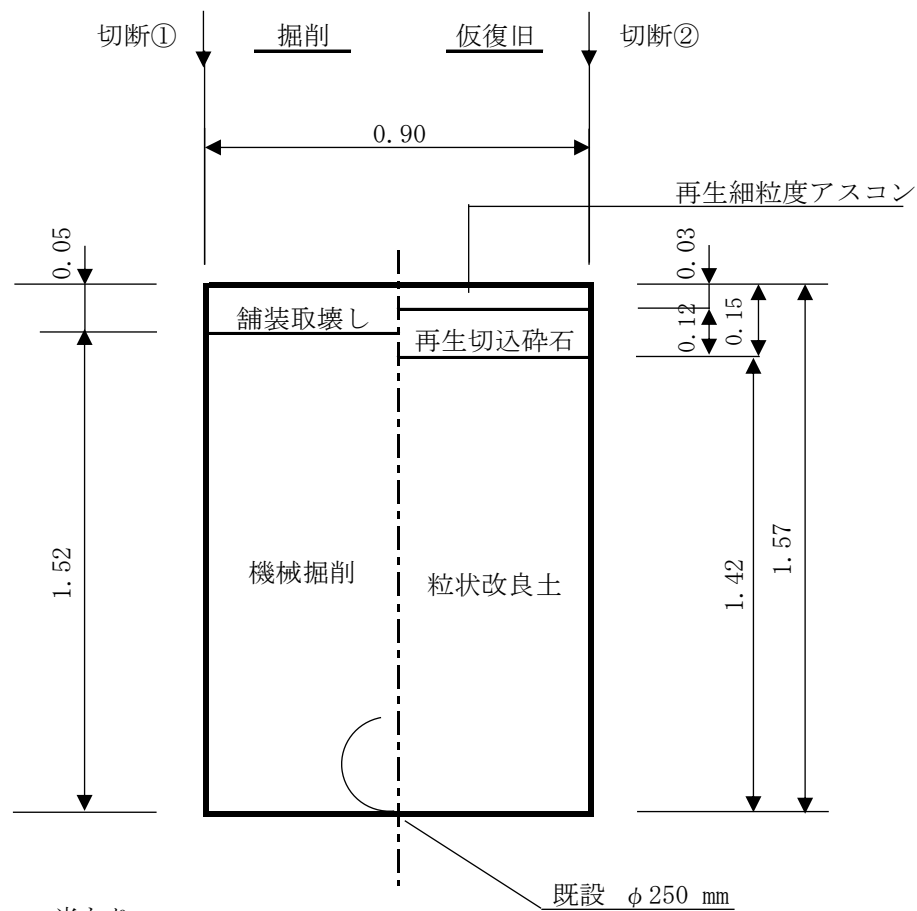 切断① 掘削 仮復旧 切断②
0.90
再生細粒度アスコン
0.05
0.03
舗装取壊し
0.12
0.15
再生切込砕石
1.52
機械掘削
粒状改良土
1.42
1.57
既設 φ250 mm